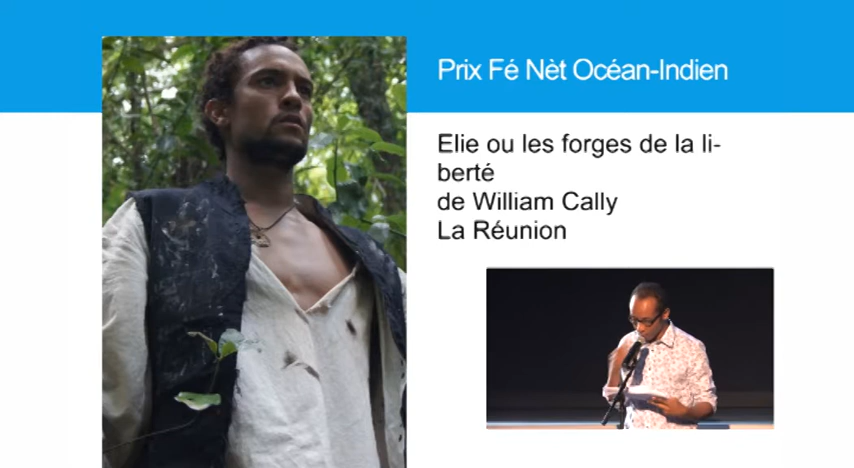 Prix Fé Nèt Océan-Indien
Elie ou les forges de la li-
berté
de William Cally
La Réunion